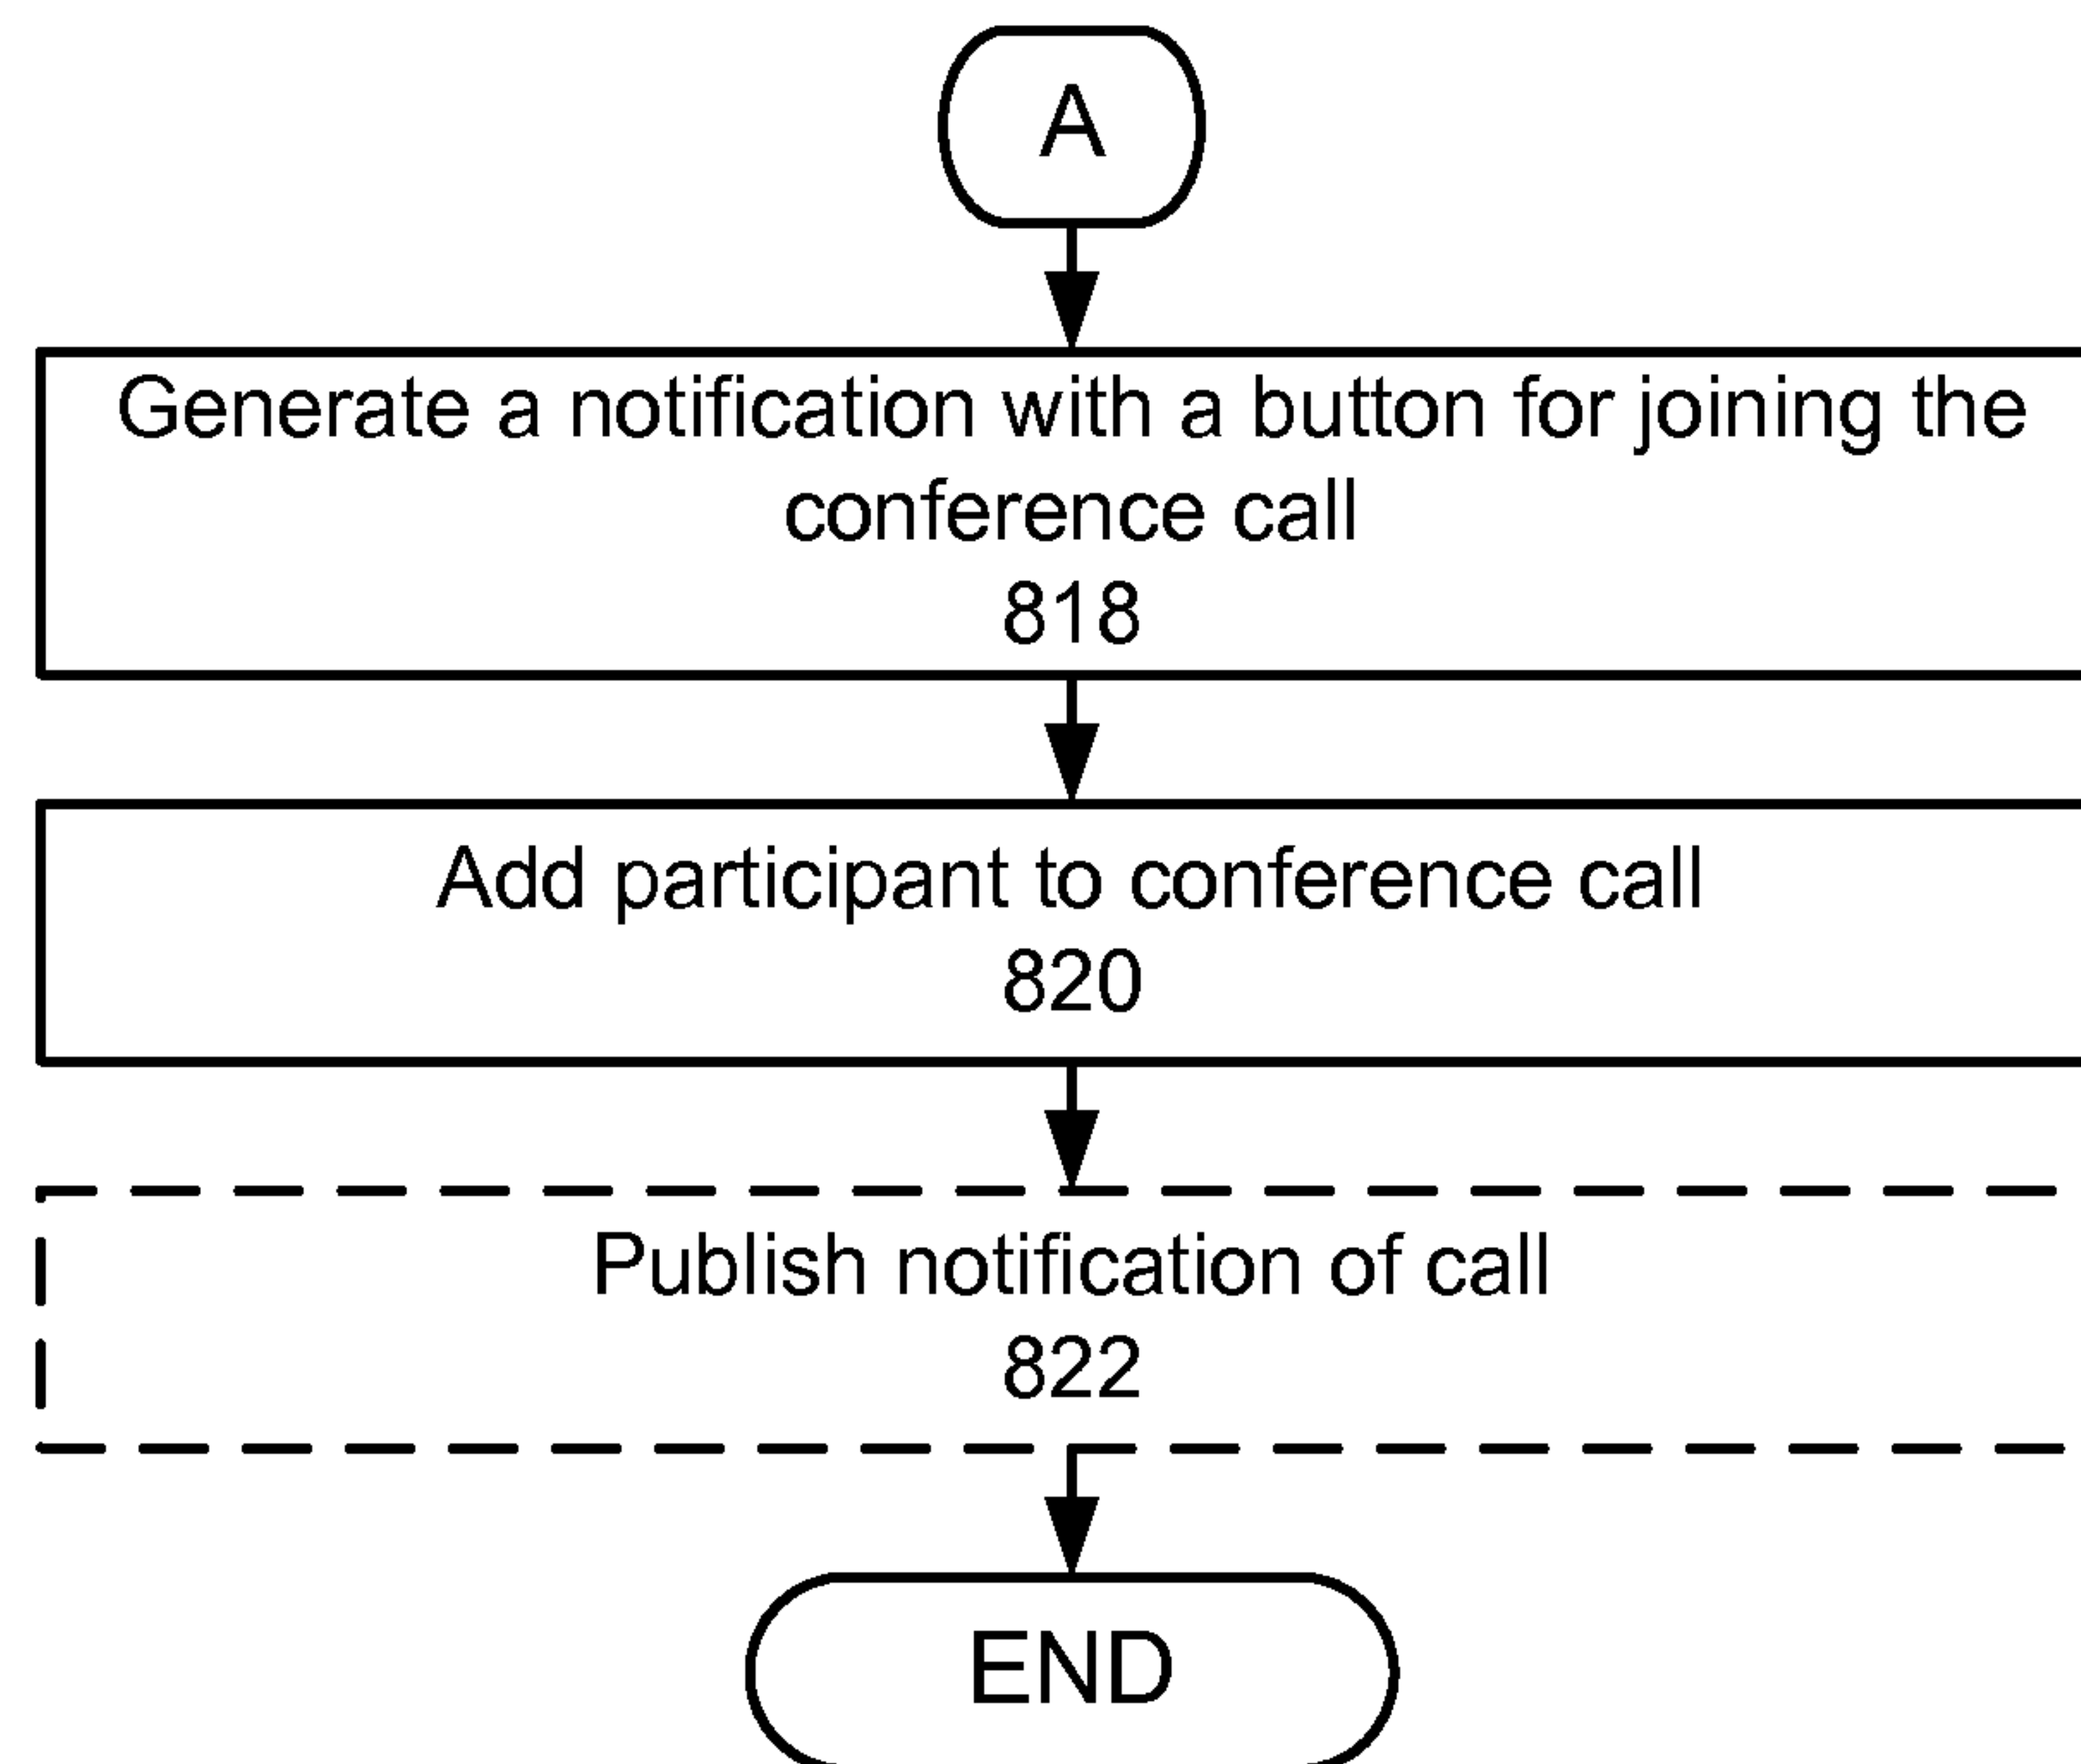 A
Generate a notification with a button for joining the
conference call
818
Add participant to conference call
820
Publish notification of call
822
END